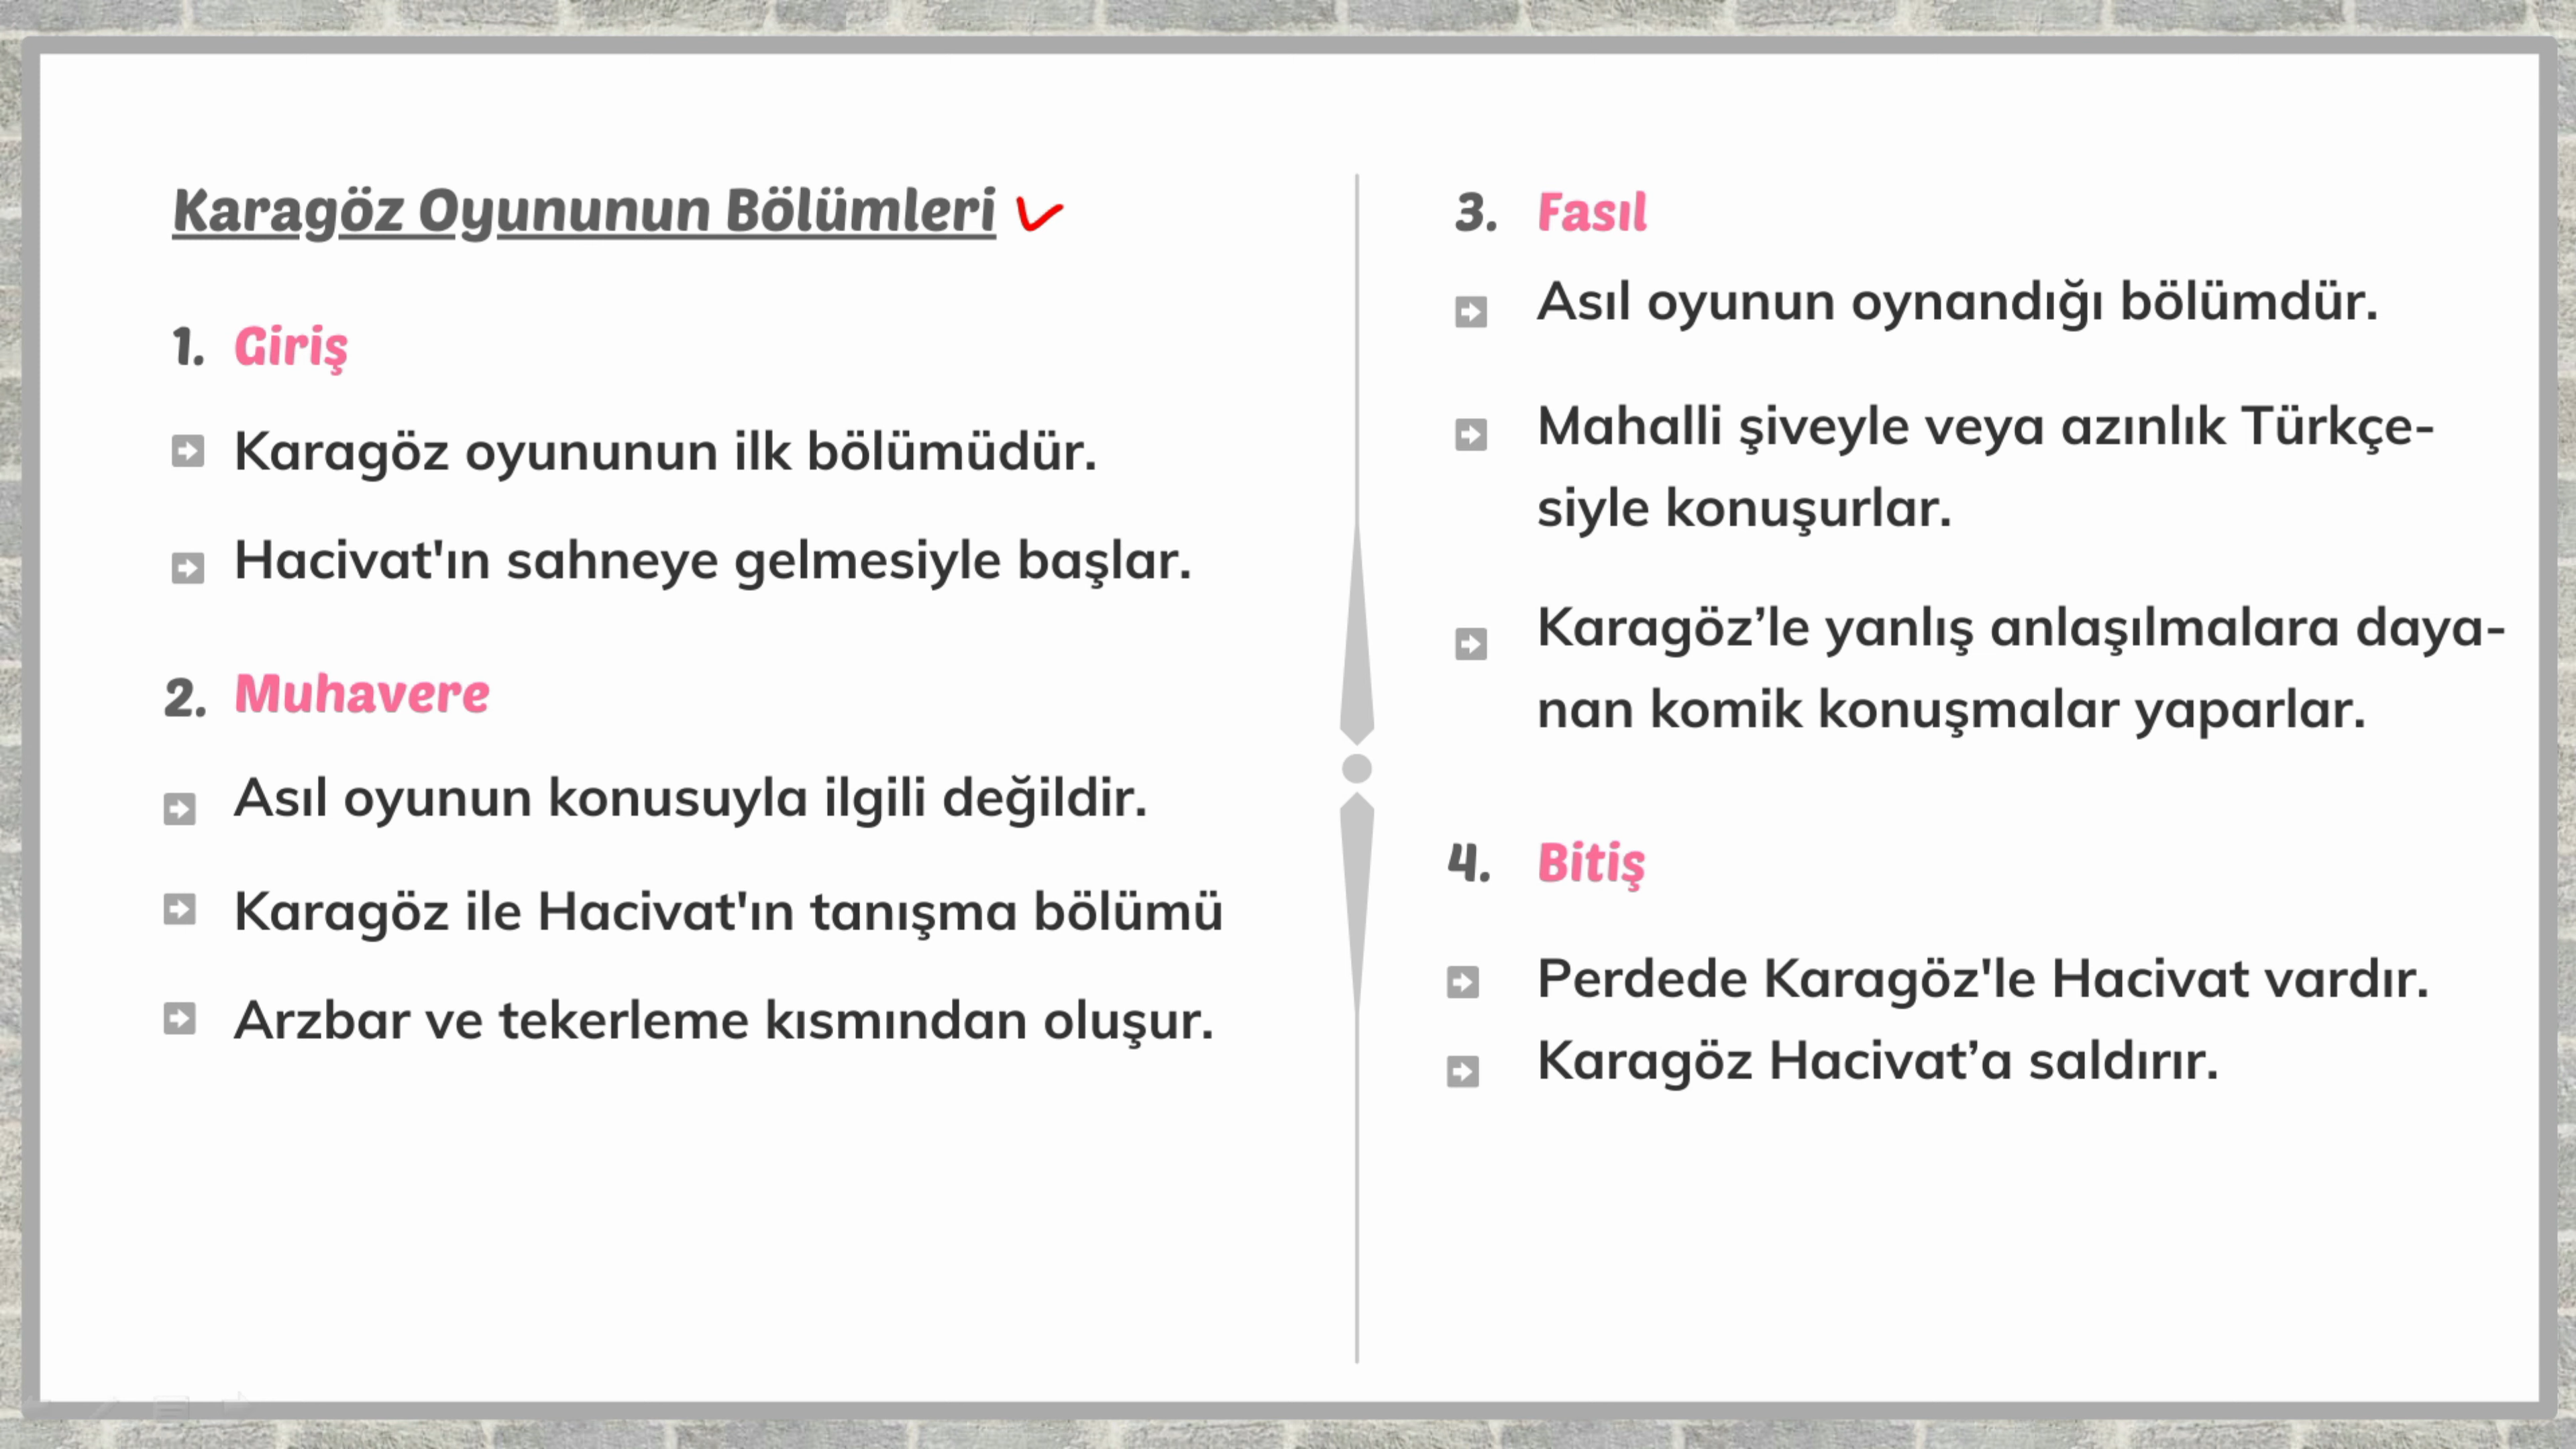 Karagöz Oyununun Bölümleri
1. Giriş
Karagöz oyununun ilk bölümüdür.
Hacivat'ın sahneye gelmesiyle başlar.
2. Muhavere
Asıl oyunun konusuyla ilgili değildir.
Karagöz ile Hacivat'ın tanışma bölümü
Arzbar ve tekerleme kısmından oluşur.
3. Fasıl
Asıl oyunun oynandığı bölümdür.
Mahalli şiveyle veya azınlık Türkçe-
siyle konuşurlar.
Karagöz’le yanlış anlaşılmalara daya-
nan komik konuşmalar yaparlar.
4. Bitiş
Perdede Karagöz'le Hacivat vardır.
Karagöz Hacivat’a saldırır.